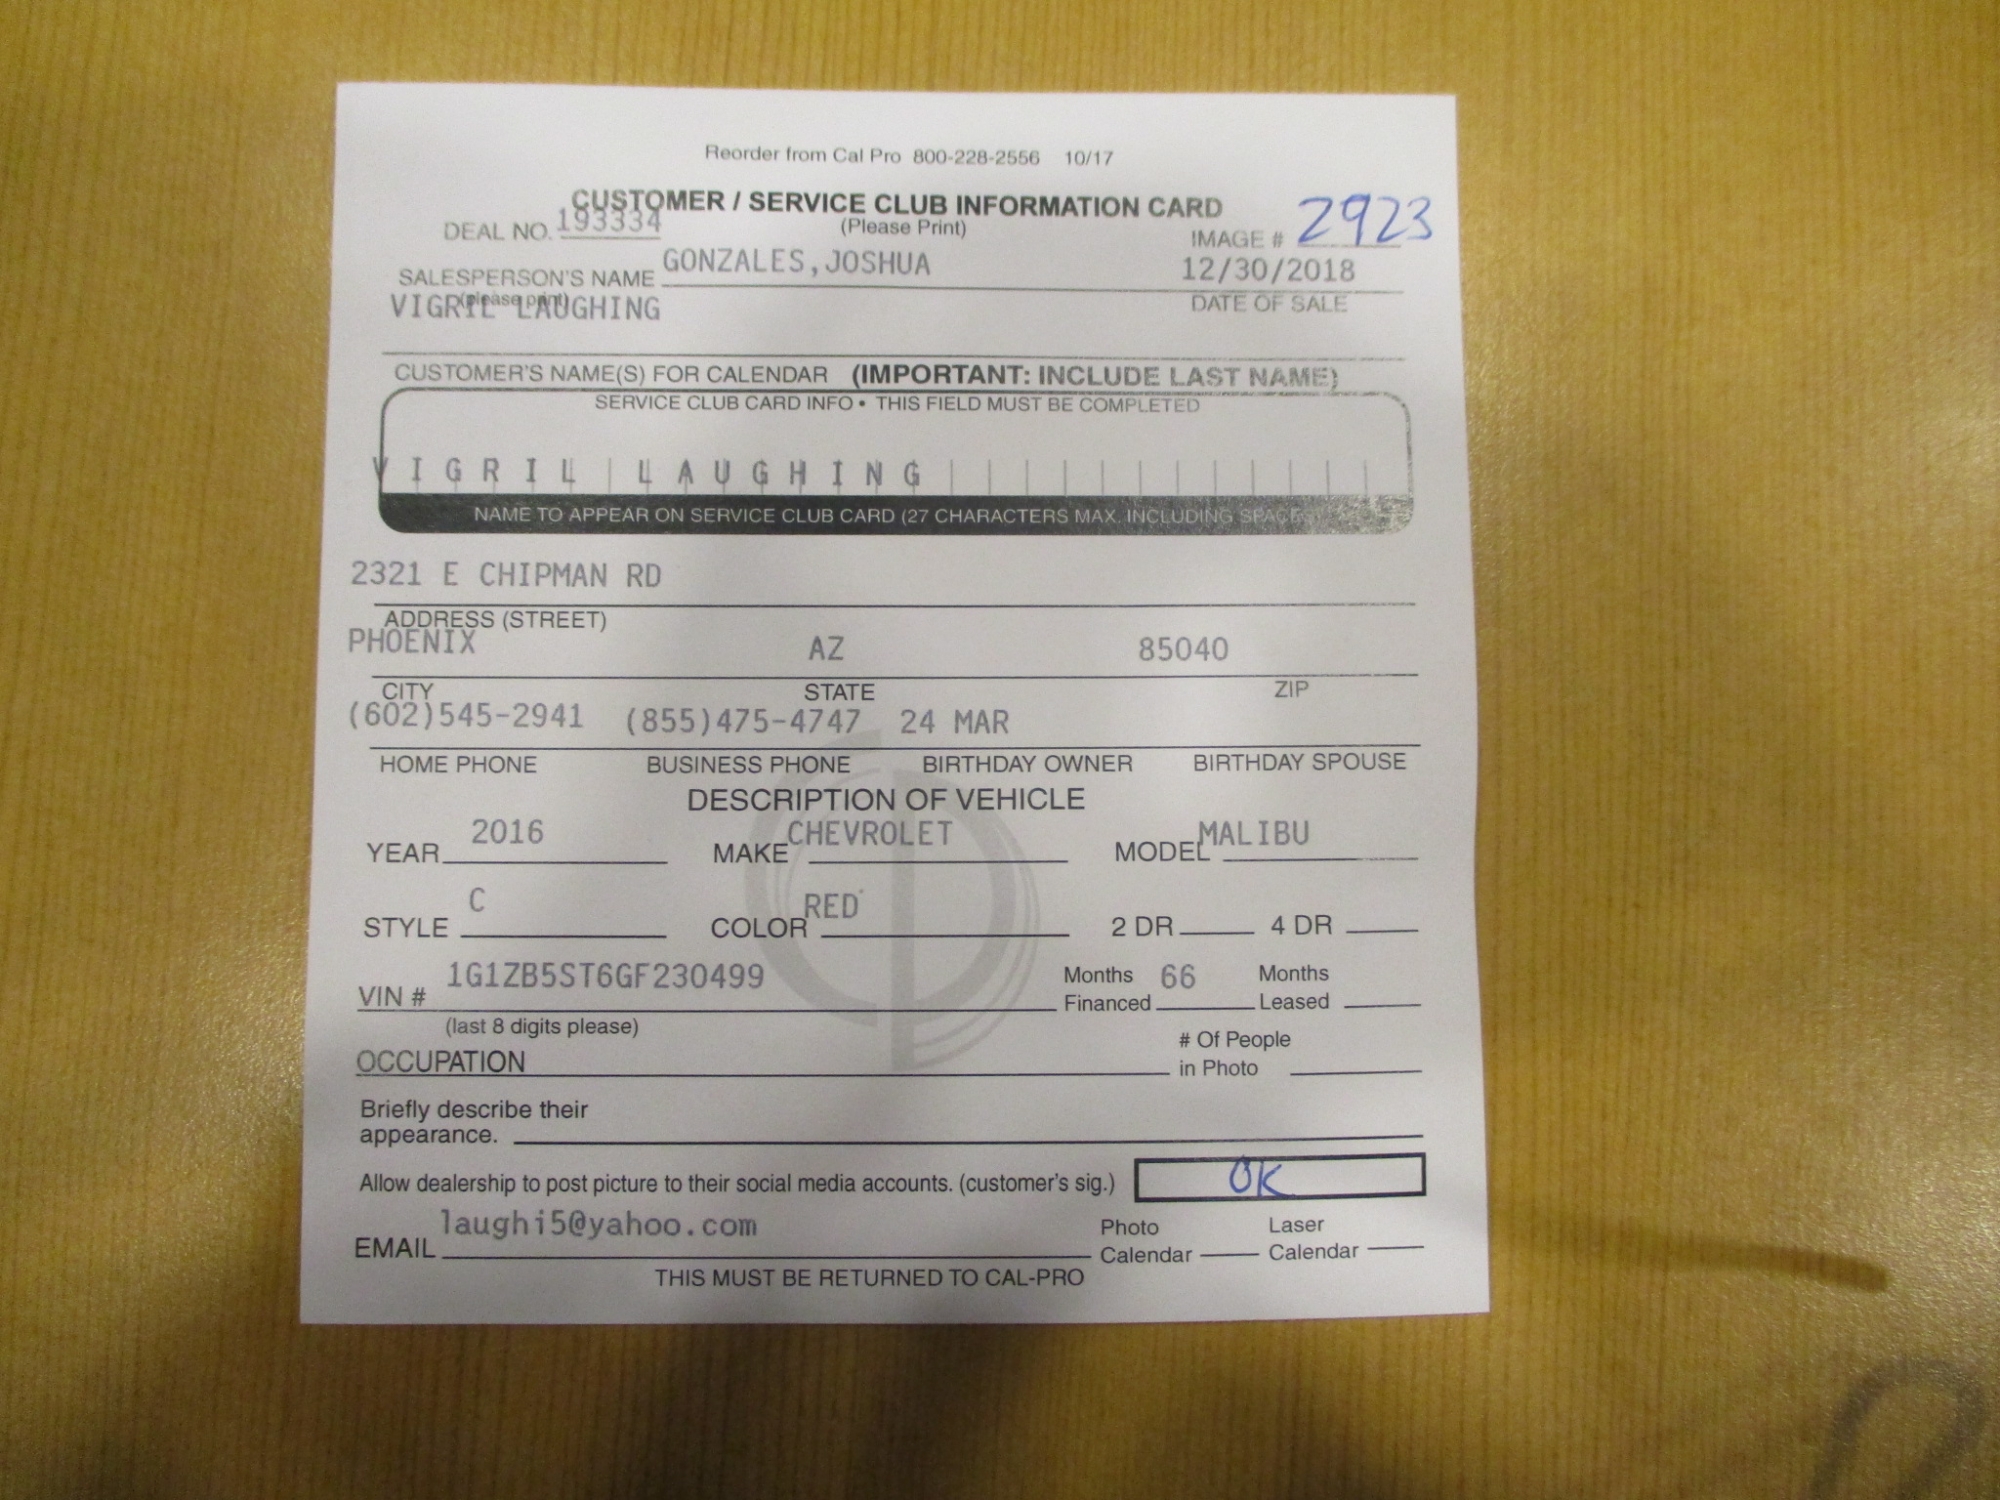 Reorder from Cal Pro 800-228-2556 10/17
CUSTOMER / SERVICE CLUB INFORMATION CARD
(Please Print)
DEAL NO. 193334
IMAGE # 2923
SALESPERSON'S NAME GONZALES,JOSHUA 12/30/2018
(please print) DATE OF SALE
VIGRIL LAUGHING
CUSTOMER'S NAME(S) FOR CALENDAR (IMPORTANT: INCLUDE LAST NAME)
SERVICE CLUB CARD INFO • THIS FIELD MUST BE COMPLETED
VIGRIL LAUGHING
NAME TO APPEAR ON SERVICE CLUB CARD (27 CHARACTERS MAX. INCLUDING SPACES)
2321 E CHIPMAN RD
ADDRESS (STREET)
PHOENIX AZ 85040
CITY STATE ZIP
(602)545-2941 (855)475-4747 24 MAR
HOME PHONE BUSINESS PHONE BIRTHDAY OWNER BIRTHDAY SPOUSE
DESCRIPTION OF VEHICLE
YEAR 2016 MAKE CHEVROLET MODEL MALIBU
STYLE C COLOR RED 2 DR 4 DR
VIN # 1G1ZB5ST6GF230499 Months Financed 66 Months Leased
(last 8 digits please)
OCCUPATION # Of People in Photo
Briefly describe their
appearance.
Allow dealership to post picture to their social media accounts. (customer's sig.) OK
EMAIL laughi5@yahoo.com Photo Calendar Laser Calendar
THIS MUST BE RETURNED TO CAL-PRO